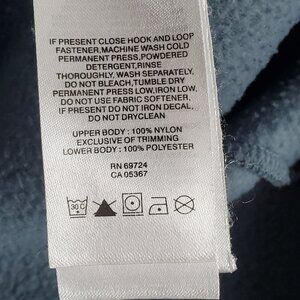 IF PRESENT CLOSE HOOK AND LOOP
FASTENER,MACHINE WASH COLD
PERMANENT PRESS,POWDERED
DETERGENT,RINSE
THOROUGHLY, WASH SEPARATELY.
DO NOT BLEACH,TUMBLE DRY
PERMANENT PRESS LOW,IRON LOW.
DO NOT USE FABRIC SOFTENER.
IF PRESENT DO NOT IRON DECAL,
DO NOT DRYCLEAN
UPPER BODY : 100% NYLON
EXCLUSIVE OF TRIMMING
LOWER BODY : 100% POLYESTER
RN 69724
CA 05367
30 C